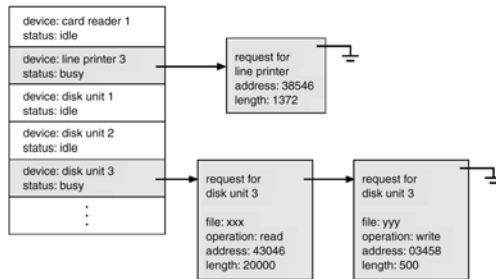 device: card reader 1
status: idle
device: line printer 3
status: busy
device: disk unit 1
status: idle
device: disk unit 2
status: idle
device: disk unit 3
status: busy
request for
line printer
address: 38546
length: 1372
request for
disk unit 3
file: xxx
operation: read
address: 43046
length: 20000
request for
disk unit 3
file: yyy
operation: write
address: 03458
length: 500